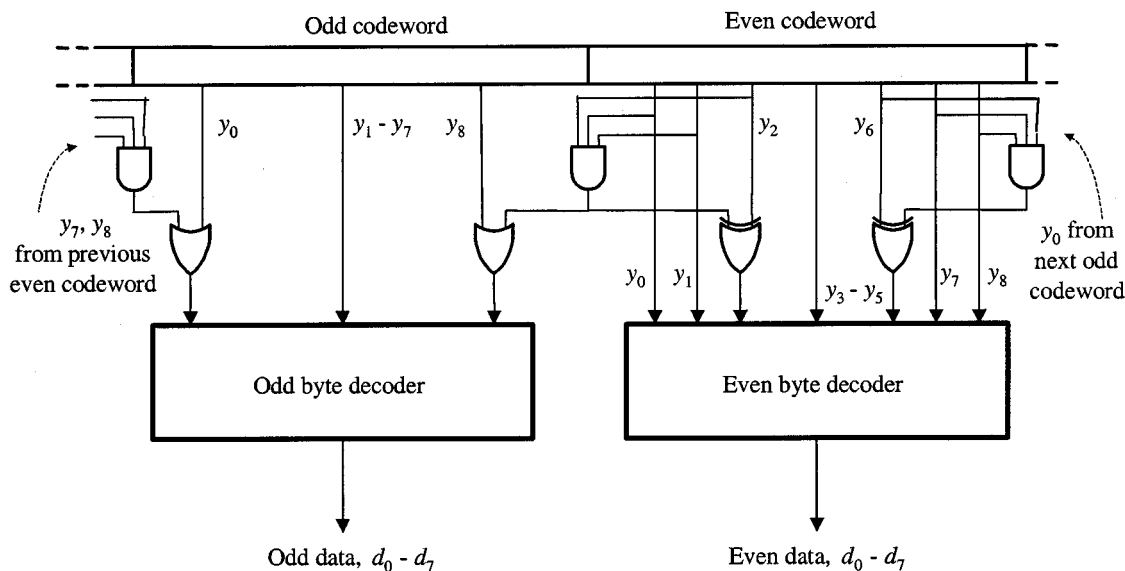 Odd codeword
Even codeword
y0
y1 - y7
y8
y2
y6
y7, y8
from previous
even codeword
y0 from
next odd
codeword
y0
y1
y3 - y5
y7
y8
Odd byte decoder
Even byte decoder
Odd data, d0 - d7
Even data, d0 - d7